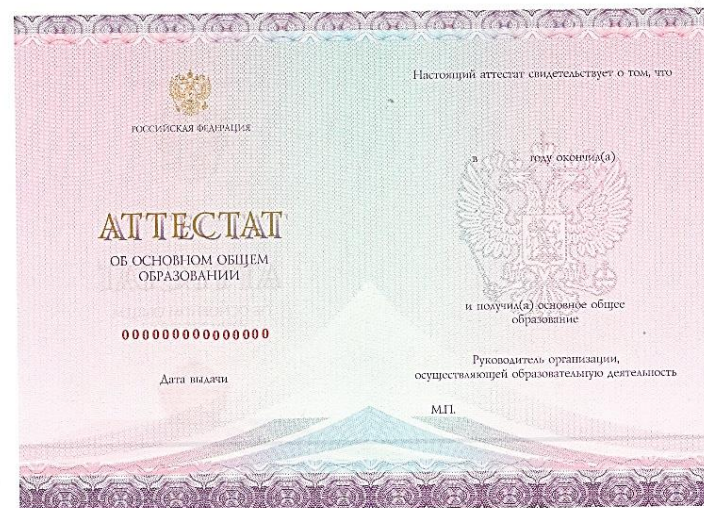 РОССИЙСКАЯ ФЕДЕРАЦИЯ
АТТЕСТАТ
ОБ ОСНОВНОМ ОБЩЕМ
ОБРАЗОВАНИИ
000000000000000
Дата выдачи
Настоящий аттестат свидетельствует о том, что
в году окончил(а)
и получил(а) основное общее
образование
Руководитель организации,
осуществляющей образовательную деятельность
М.П.